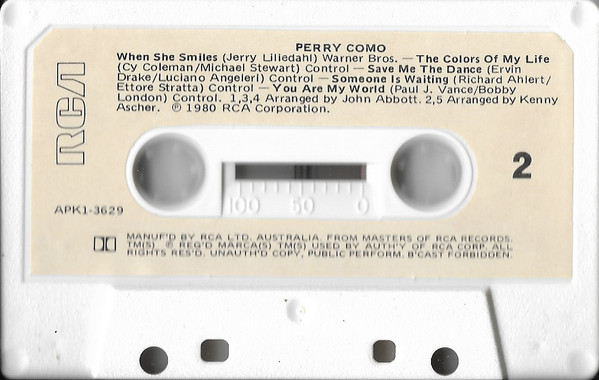 PERRY COMO
When She Smiles (Jerry Liliedahl) Warner Bros. — The Colors Of My Life
(Cy Coleman/Michael Stewart) Control — Save Me The Dance (Ervin
Drake/Luciano Angeleri) Control — Someone Is Waiting (Richard Ahlert/
Ettore Stratta) Control — You Are My World (Paul J. Vance/Bobby
London) Control. 1,3,4 Arranged by John Abbott. 2,5 Arranged by Kenny
Ascher. ℗ 1980 RCA Corporation.
RCA
2
100 50 0
APK1-3629
MANUF'D BY RCA LTD. AUSTRALIA. FROM MASTERS OF RCA RECORDS.
TM(S). ® REG'D MARCA(S) TM(S) USED BY AUTH'Y OF RCA CORP. ALL
RIGHTS RES'D. UNAUTH'D COPY, PUBLIC PERFORM. B'CAST FORBIDDEN.